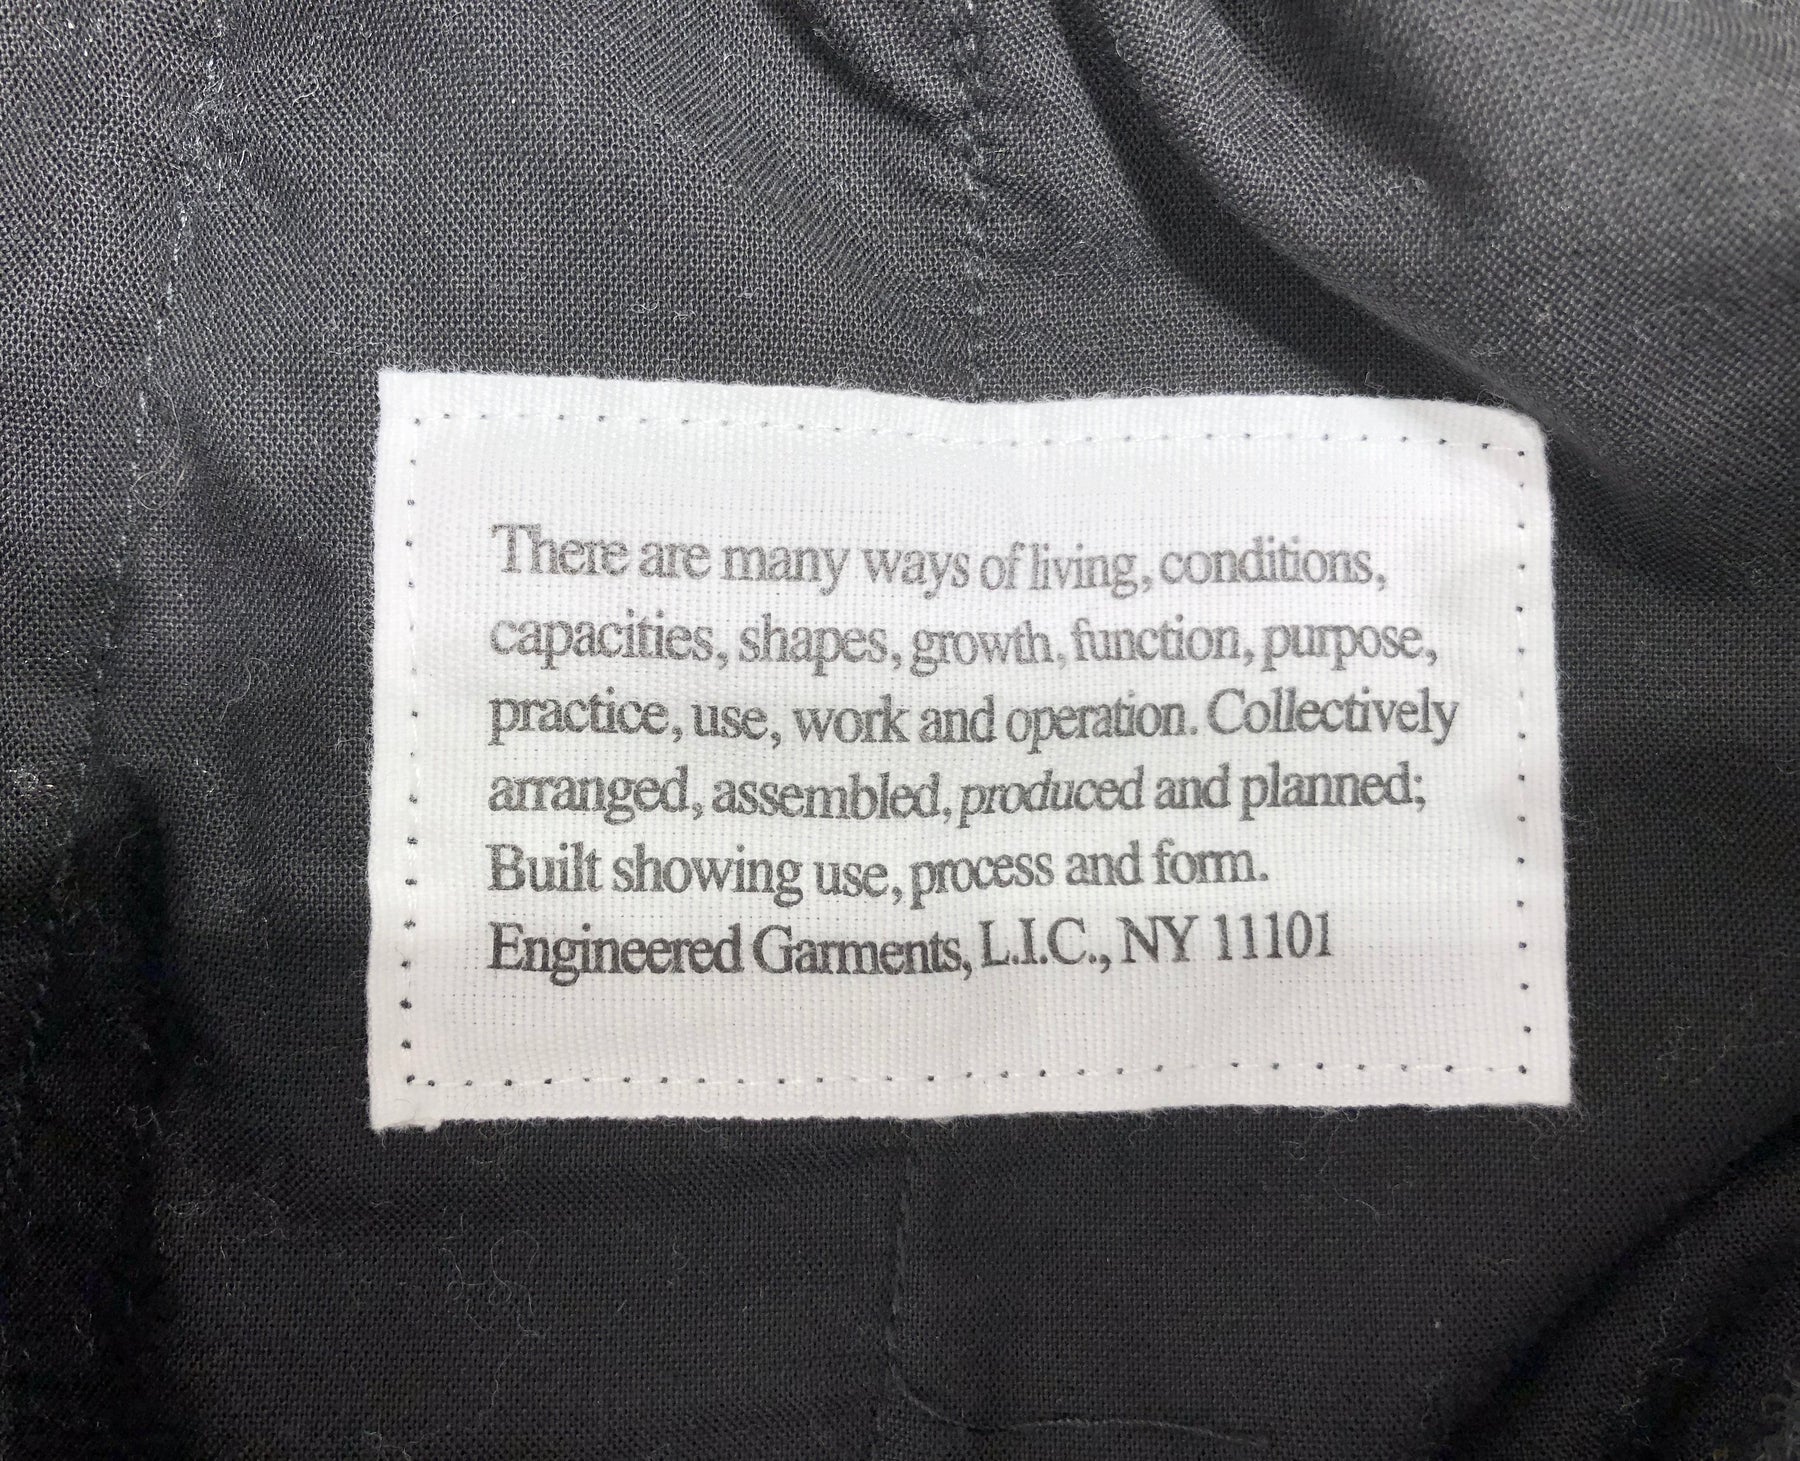 There are many ways of living, conditions,
capacities, shapes, growth, function, purpose,
practice, use, work and operation. Collectively
arranged, assembled, produced and planned;
Built showing use, process and form.
Engineered Garments, L.I.C., NY 11101